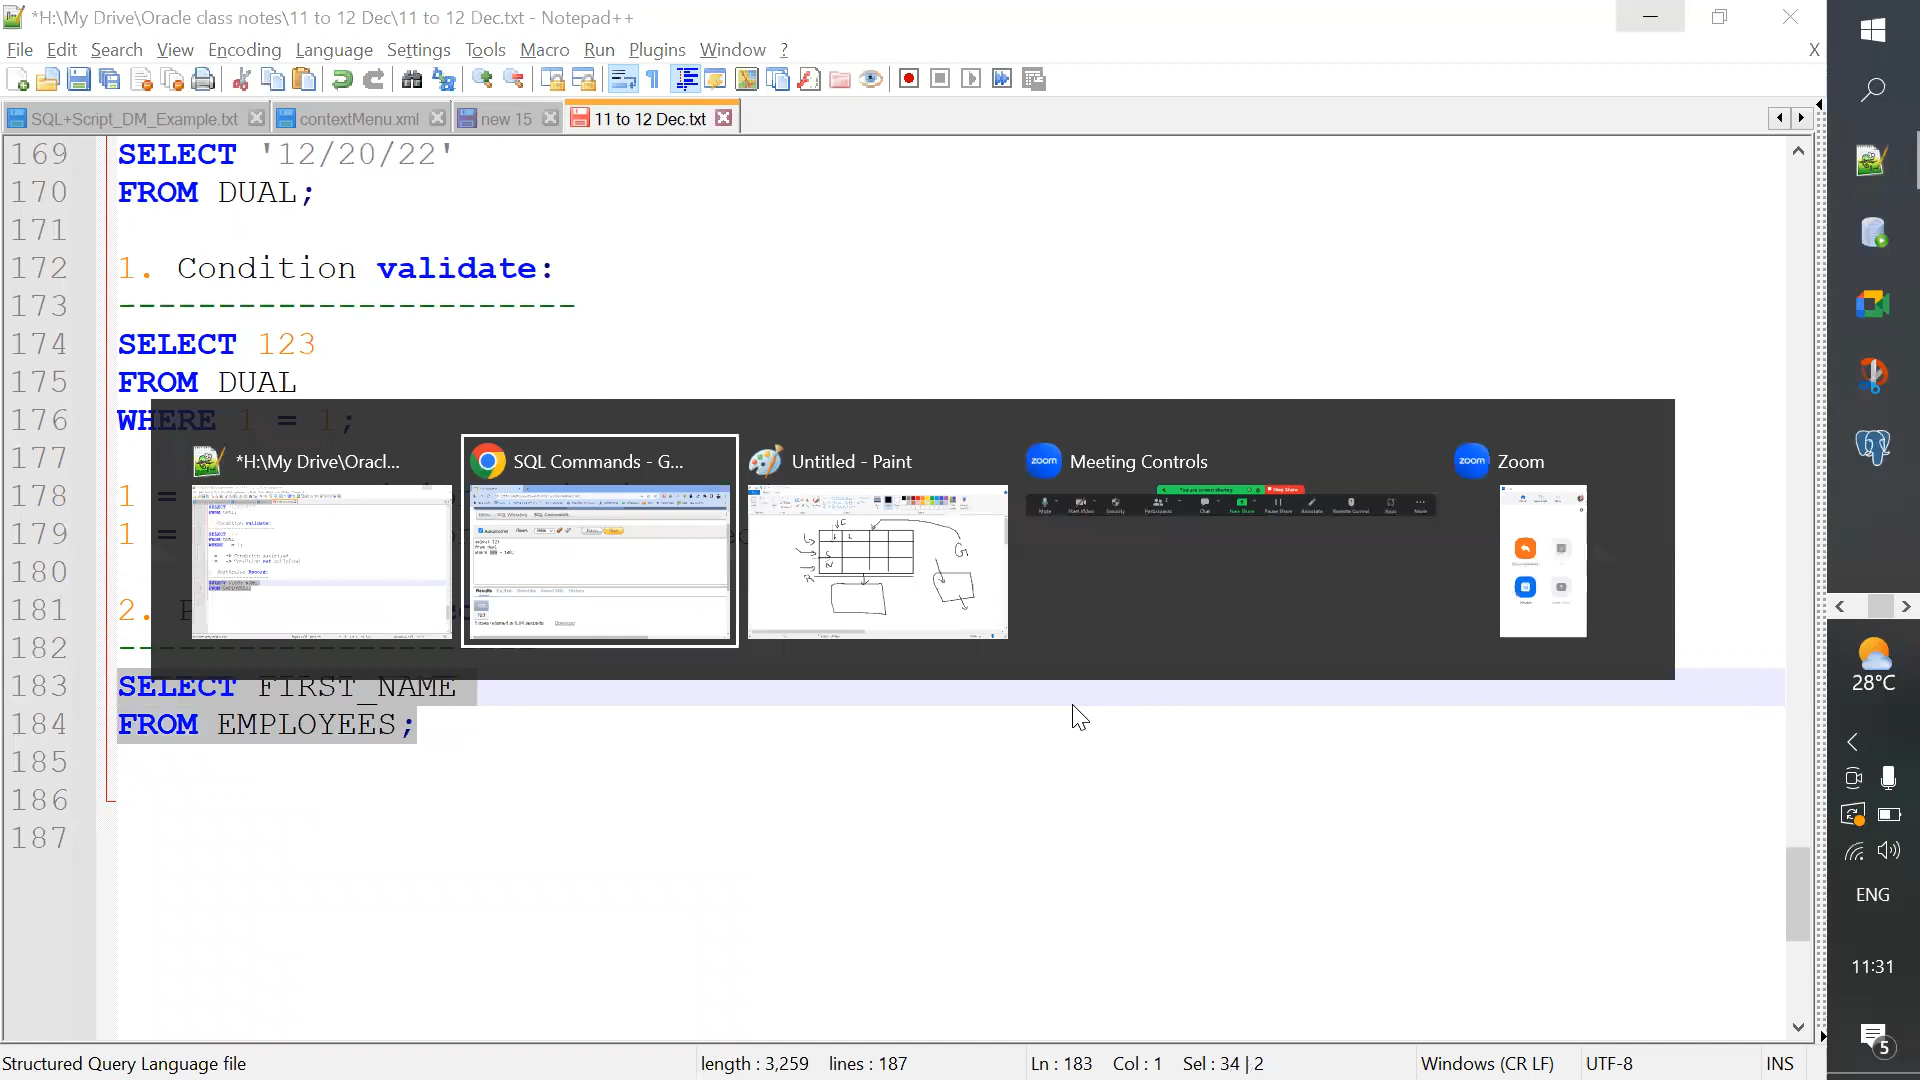 *H:\My Drive\Oracle class notes\11 to 12 Dec\11 to 12 Dec.txt - Notepad++
File Edit Search View Encoding Language Settings Tools Macro Run Plugins Window ? X
SQL+Script_DM_Example.txt contextMenu.xml new 15 11 to 12 Dec.txt
169 SELECT '12/20/22'
170 FROM DUAL;
171
172 1. Condition validate:
173 -----------------------
174 SELECT 123
175 FROM DUAL
176 WHERE 1 = 1;
177
178 1 =
179 1 =
180
181 2.
182
183 SELECT FIRST_NAME
184 FROM EMPLOYEES;
185
186
187
*H:\My Drive\Oracl...
SQL Commands - G...
Untitled - Paint
zoom Meeting Controls
zoom Zoom
28°C
ENG
11:31
5
Structured Query Language file length : 3,259 lines : 187 Ln : 183 Col : 1 Sel : 34 | 2 Windows (CR LF) UTF-8 INS